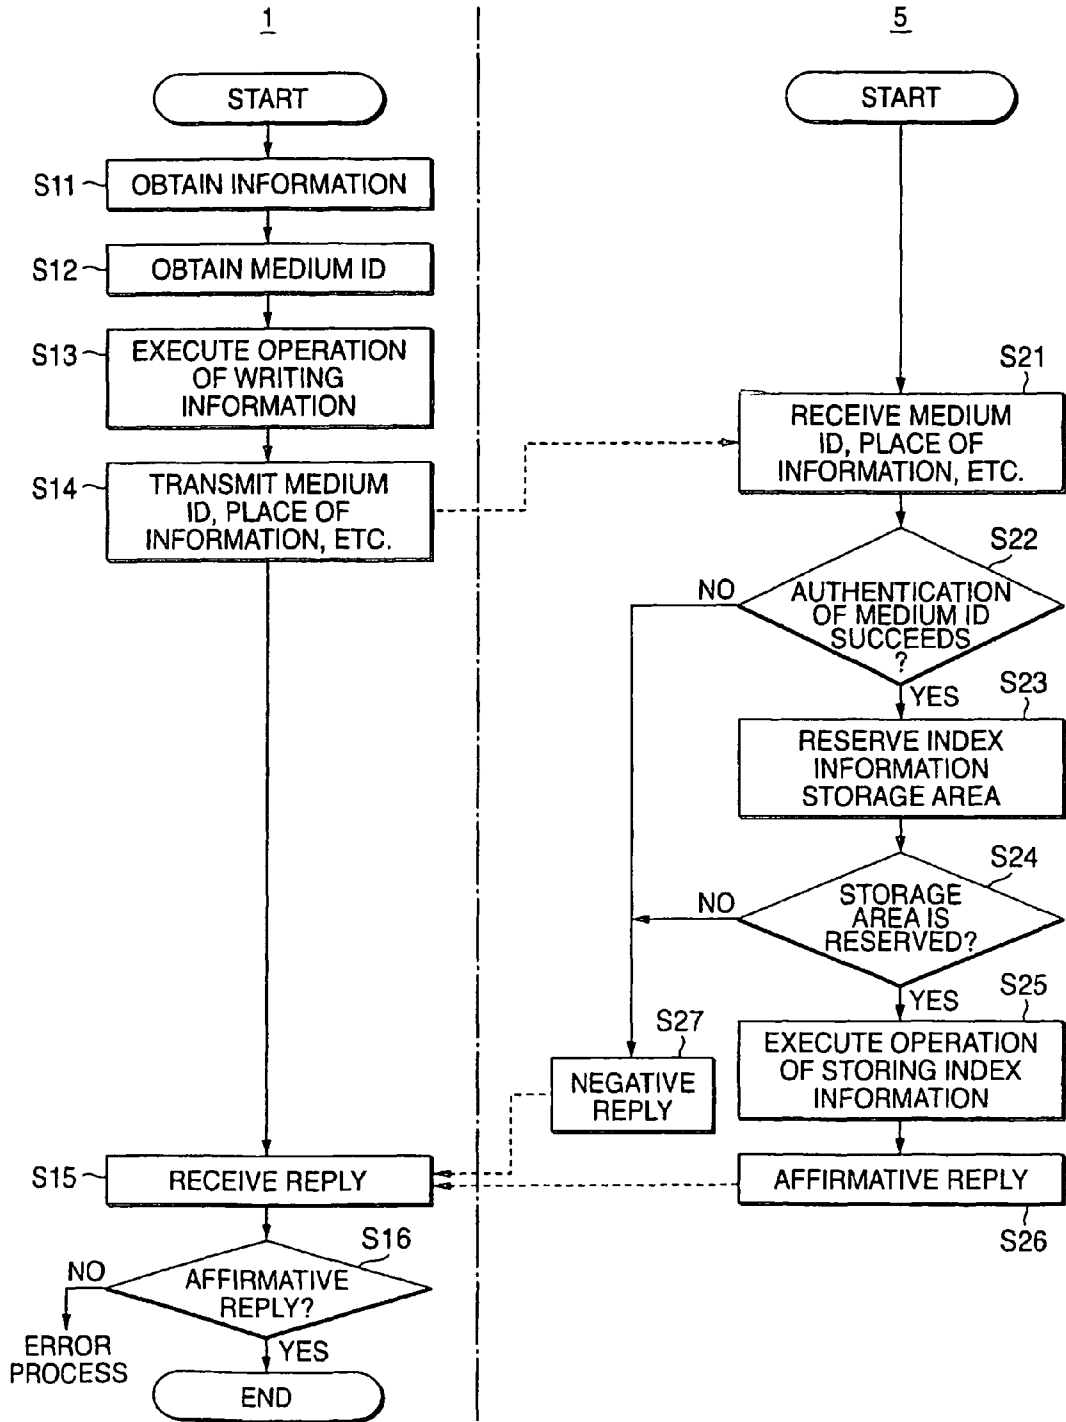 1
START
S11
OBTAIN INFORMATION
S12
OBTAIN MEDIUM ID
S13
EXECUTE OPERATION
OF WRITING
INFORMATION
S14
TRANSMIT MEDIUM
ID, PLACE OF
INFORMATION, ETC.
S15
RECEIVE REPLY
S16
AFFIRMATIVE
REPLY?
NO
ERROR
PROCESS
YES
END
5
START
S21
RECEIVE MEDIUM
ID, PLACE OF
INFORMATION, ETC.
S22
AUTHENTICATION
OF MEDIUM ID
SUCCEEDS
?
NO
YES
S23
RESERVE INDEX
INFORMATION
STORAGE AREA
S24
STORAGE
AREA IS
RESERVED?
NO
YES
S25
EXECUTE OPERATION
OF STORING INDEX
INFORMATION
S27
NEGATIVE
REPLY
AFFIRMATIVE REPLY
S26